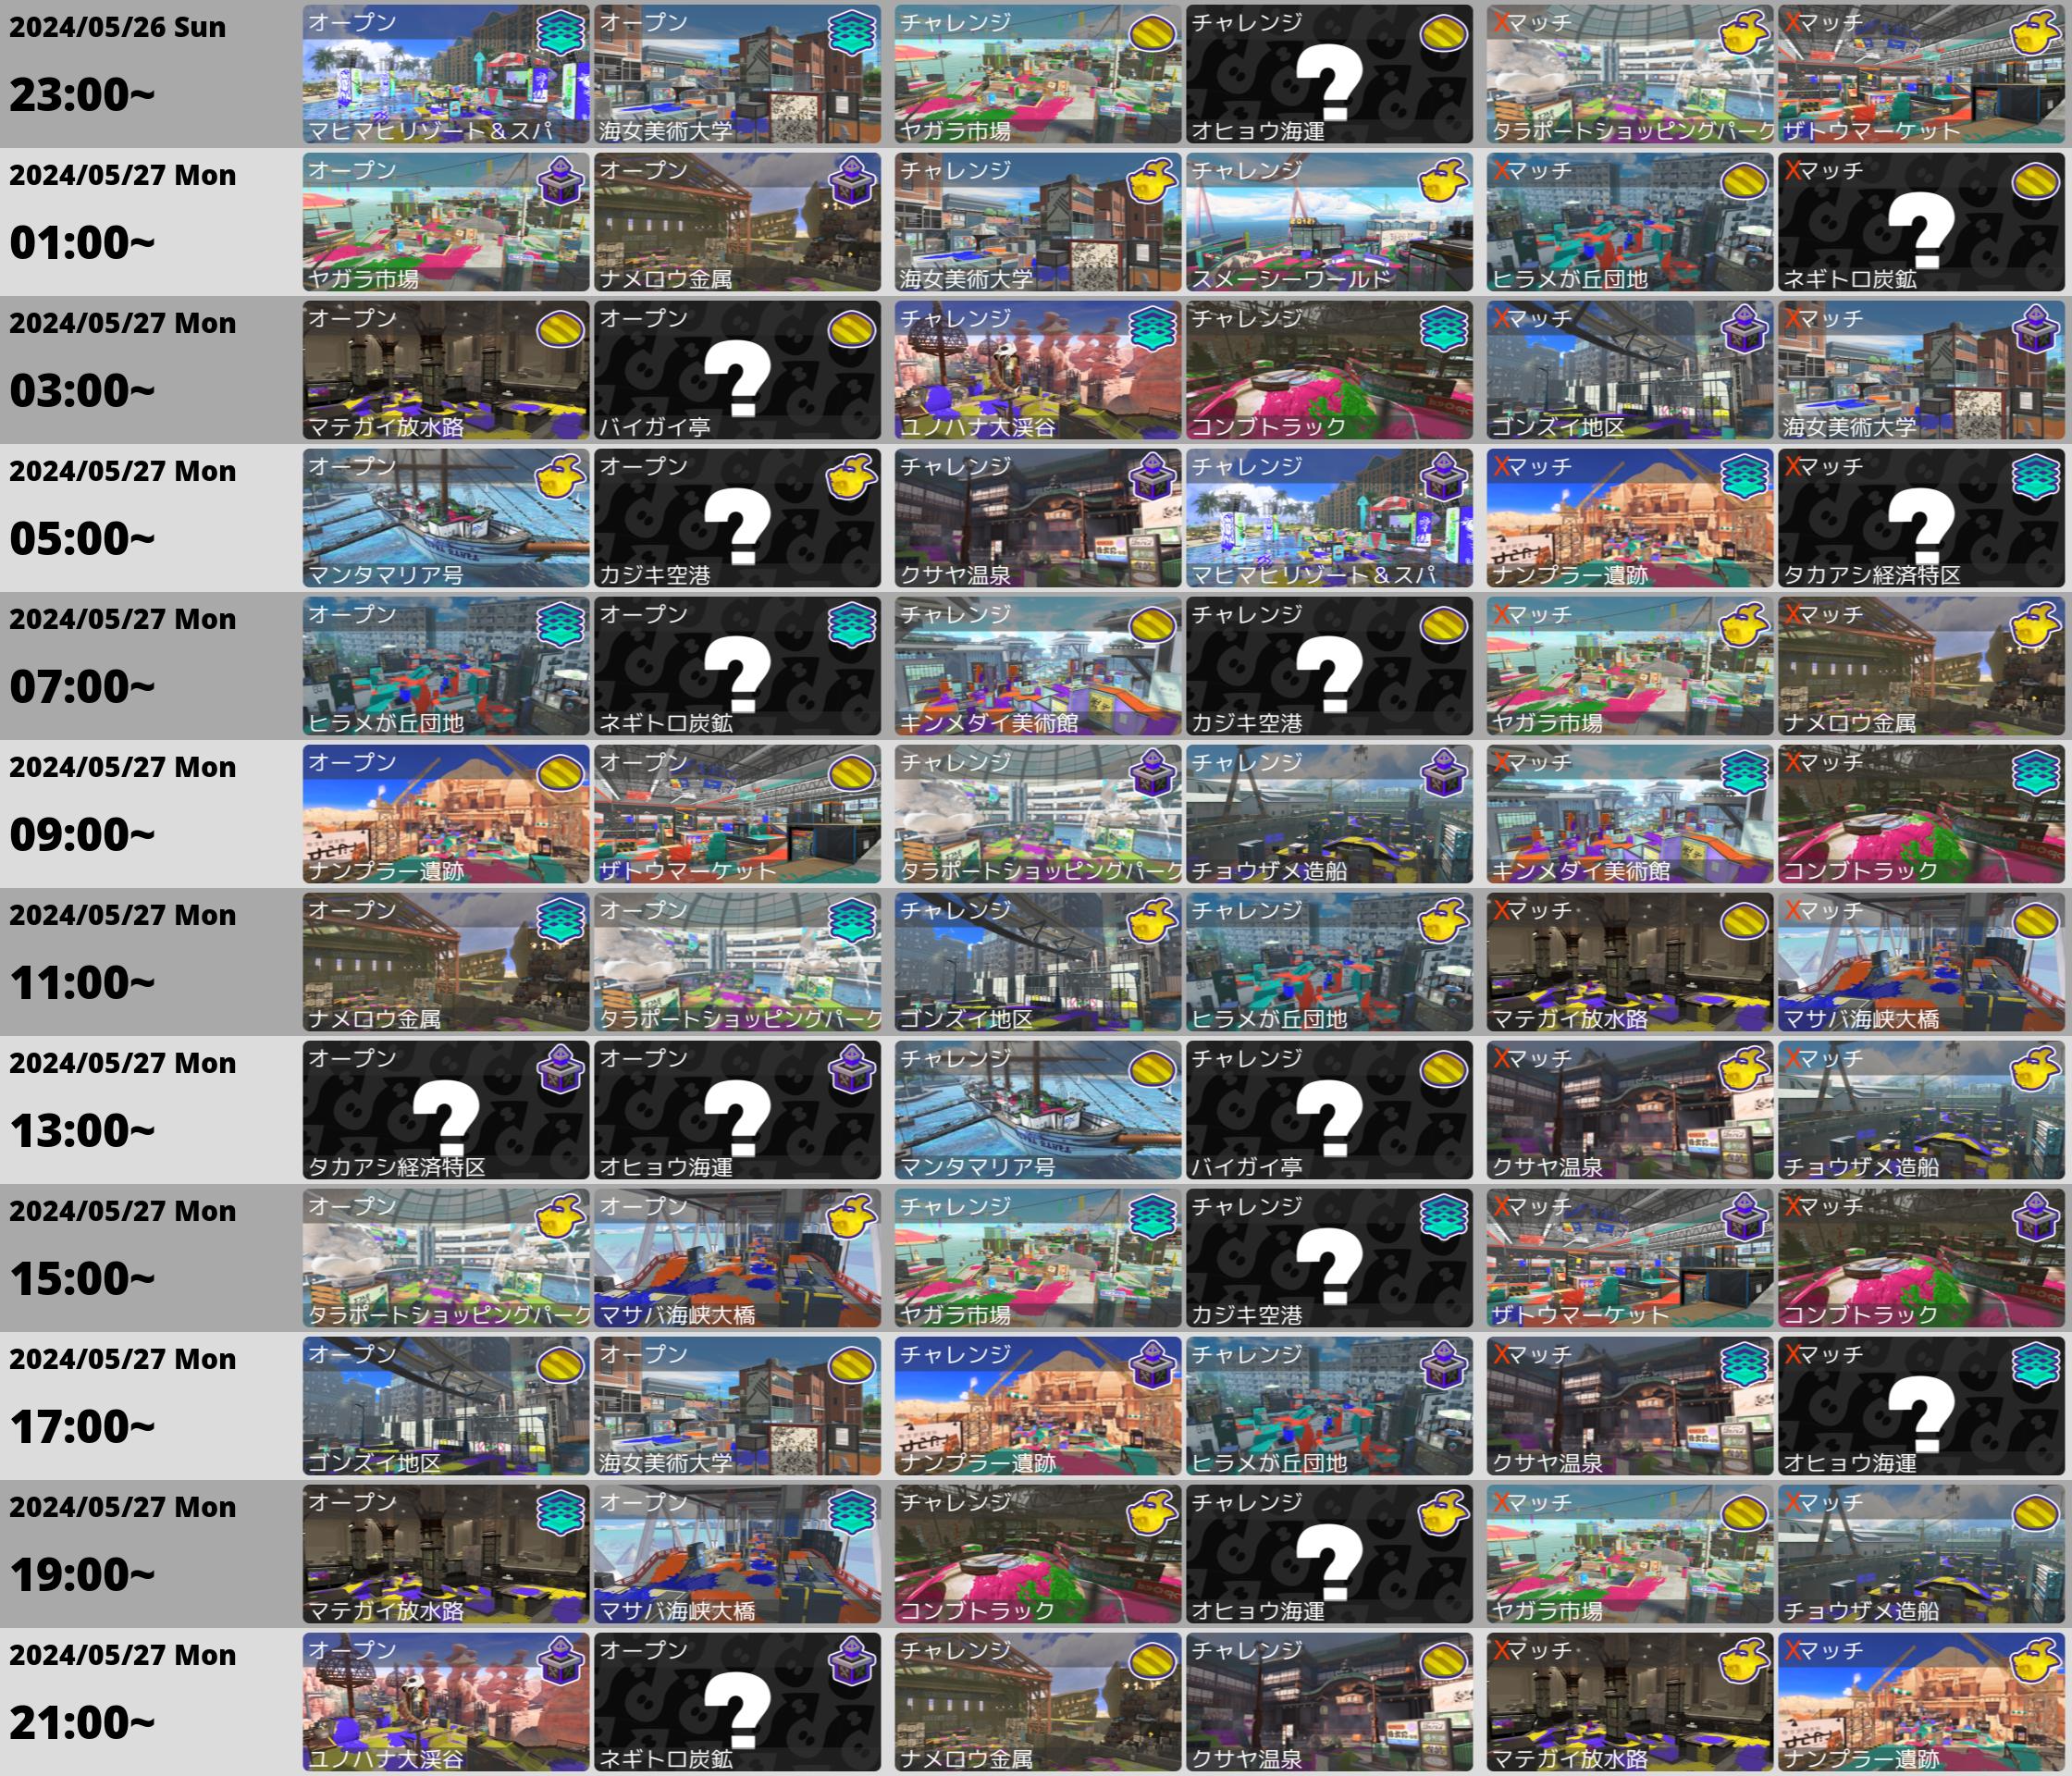 2024/05/26 Sun
23:00~
オープン
オープン
チャレンジ
チャレンジ
Xマッチ
Xマッチ
マヒマヒリゾート＆スパ
海女美術大学
ヤガラ市場
オヒョウ海運
タラポートショッピングパーク
ザトウマーケット
2024/05/27 Mon
01:00~
オープン
オープン
チャレンジ
チャレンジ
Xマッチ
Xマッチ
ヤガラ市場
ナメロウ金属
海女美術大学
スメーシーワールド
ヒラメが丘団地
ネギトロ炭鉱
2024/05/27 Mon
03:00~
オープン
オープン
チャレンジ
チャレンジ
Xマッチ
Xマッチ
マテガイ放水路
バイガイ亭
ユノハナ大渓谷
コンブトラック
ゴンズイ地区
海女美術大学
2024/05/27 Mon
05:00~
オープン
オープン
チャレンジ
チャレンジ
Xマッチ
Xマッチ
マンタマリア号
カジキ空港
クサヤ温泉
マヒマヒリゾート＆スパ
ナンプラー遺跡
タカアシ経済特区
2024/05/27 Mon
07:00~
オープン
オープン
チャレンジ
チャレンジ
Xマッチ
Xマッチ
ヒラメが丘団地
ネギトロ炭鉱
キンメダイ美術館
カジキ空港
ヤガラ市場
ナメロウ金属
2024/05/27 Mon
09:00~
オープン
オープン
チャレンジ
チャレンジ
Xマッチ
Xマッチ
ナンプラー遺跡
ザトウマーケット
タラポートショッピングパーク
チョウザメ造船
キンメダイ美術館
コンブトラック
2024/05/27 Mon
11:00~
オープン
オープン
チャレンジ
チャレンジ
Xマッチ
Xマッチ
ナメロウ金属
タラポートショッピングパーク
ゴンズイ地区
ヒラメが丘団地
マテガイ放水路
マサバ海峡大橋
2024/05/27 Mon
13:00~
オープン
オープン
チャレンジ
チャレンジ
Xマッチ
Xマッチ
タカアシ経済特区
オヒョウ海運
マンタマリア号
バイガイ亭
クサヤ温泉
チョウザメ造船
2024/05/27 Mon
15:00~
オープン
オープン
チャレンジ
チャレンジ
Xマッチ
Xマッチ
タラポートショッピングパーク
マサバ海峡大橋
ヤガラ市場
カジキ空港
ザトウマーケット
コンブトラック
2024/05/27 Mon
17:00~
オープン
オープン
チャレンジ
チャレンジ
Xマッチ
Xマッチ
ゴンズイ地区
海女美術大学
ナンプラー遺跡
ヒラメが丘団地
クサヤ温泉
オヒョウ海運
2024/05/27 Mon
19:00~
オープン
オープン
チャレンジ
チャレンジ
Xマッチ
Xマッチ
マテガイ放水路
マサバ海峡大橋
コンブトラック
オヒョウ海運
ヤガラ市場
チョウザメ造船
2024/05/27 Mon
21:00~
オープン
オープン
チャレンジ
チャレンジ
Xマッチ
Xマッチ
ユノハナ大渓谷
ネギトロ炭鉱
ナメロウ金属
クサヤ温泉
マテガイ放水路
ナンプラー遺跡